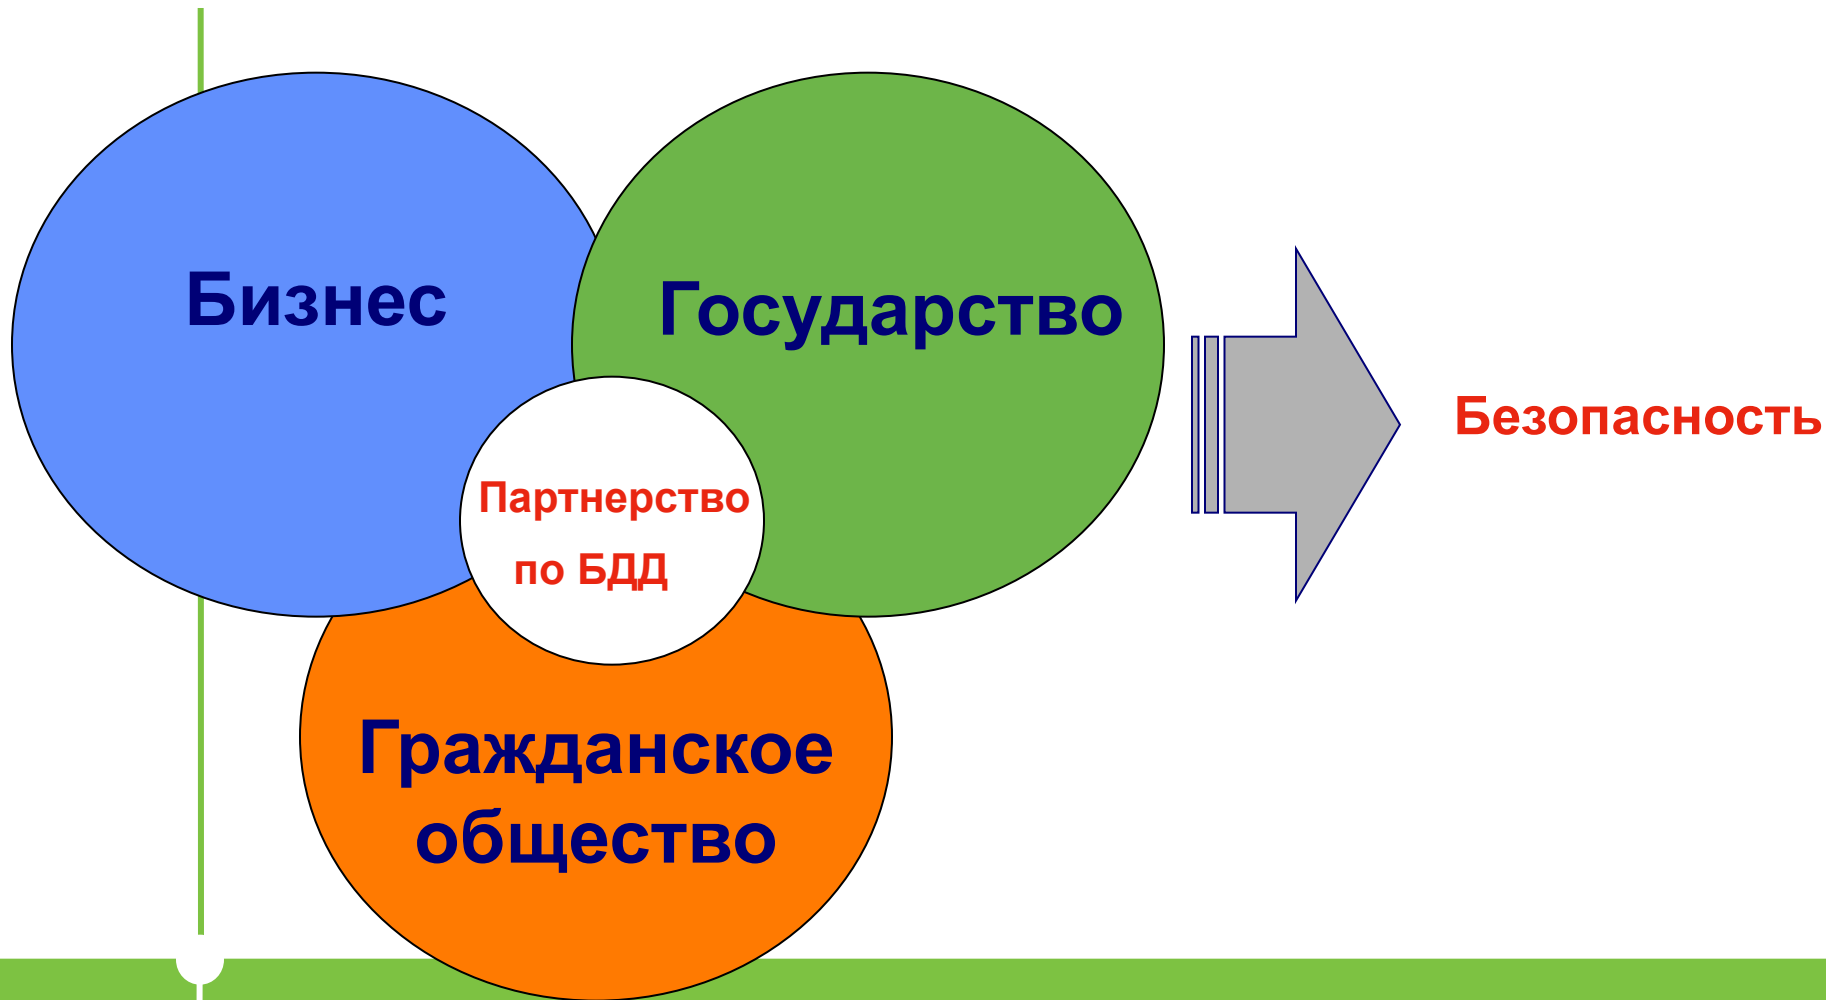 Бизнес
Государство
Безопасность
Партнерство
по БДД
Гражданское
общество